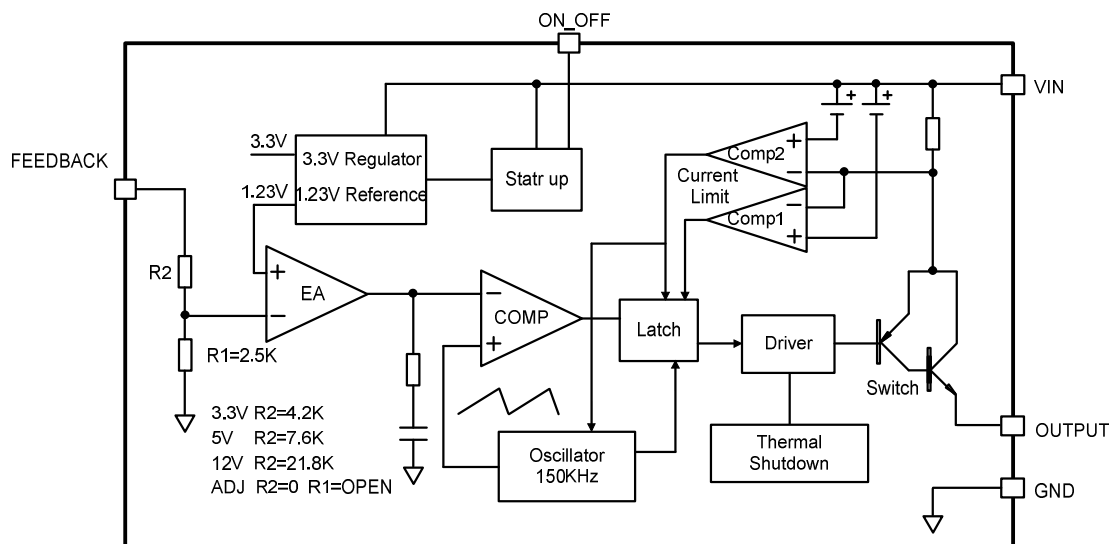 ON_OFF
VIN
FEEDBACK
3.3V
3.3V Regulator
1.23V
1.23V Reference
Statr up
+
+
+
Comp2
−
Current
Limit
−
Comp1
+
R2
+
EA
−
−
COMP
+
Latch
Driver
Switch
R1=2.5K
3.3V R2=4.2K
5V R2=7.6K
12V R2=21.8K
ADJ R2=0 R1=OPEN
Oscillator
150KHz
Thermal
Shutdown
OUTPUT
GND